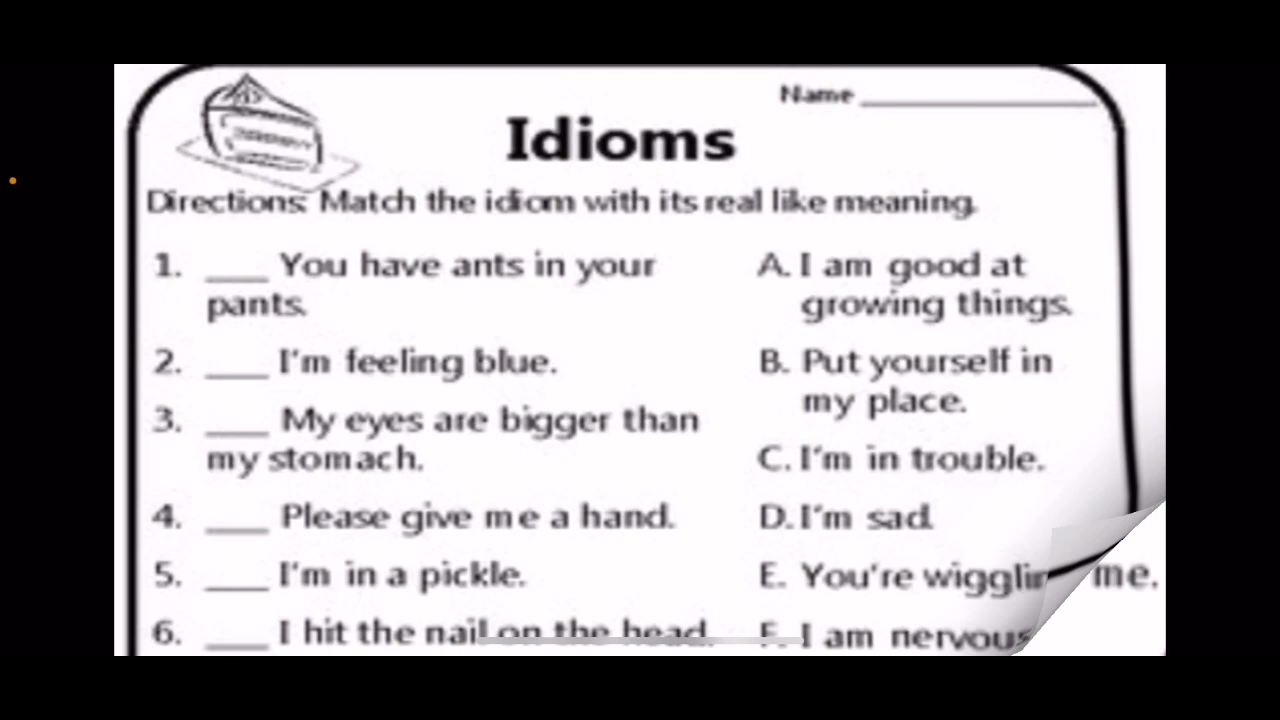 Name
Idioms
Directions: Match the idiom with its real like meaning.
1. ___ You have ants in your
pants.
2. ___ I'm feeling blue.
3. ___ My eyes are bigger than
my stomach.
4. ___ Please give me a hand.
5. ___ I'm in a pickle.
6. ___ I hit the nail on the head.
A. I am good at
growing things.
B. Put yourself in
my place.
C. I'm in trouble.
D. I'm sad.
E. You're me.
F. I am nervous